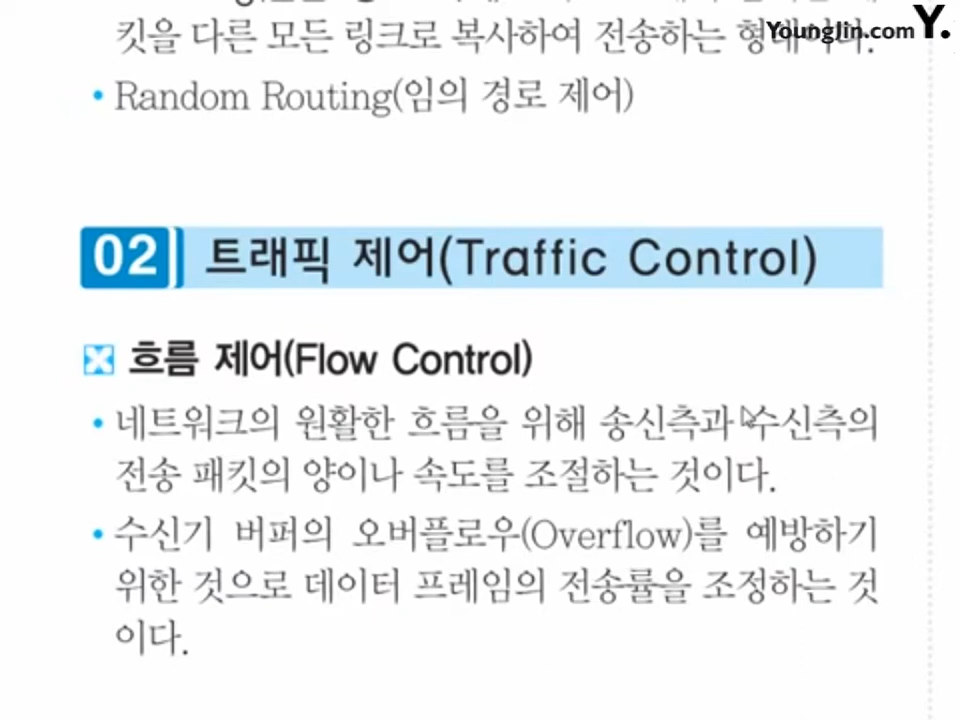 YoungJin.com Y.
킷을 다른 모든 링크로 복사하여 전송하는 형태이다.
• Random Routing(임의 경로 제어)
02 트래픽 제어(Traffic Control)
흐름 제어(Flow Control)
• 네트워크의 원활한 흐름을 위해 송신측과 수신측의
전송 패킷의 양이나 속도를 조절하는 것이다.
• 수신기 버퍼의 오버플로우(Overflow)를 예방하기
위한 것으로 데이터 프레임의 전송률을 조정하는 것
이다.